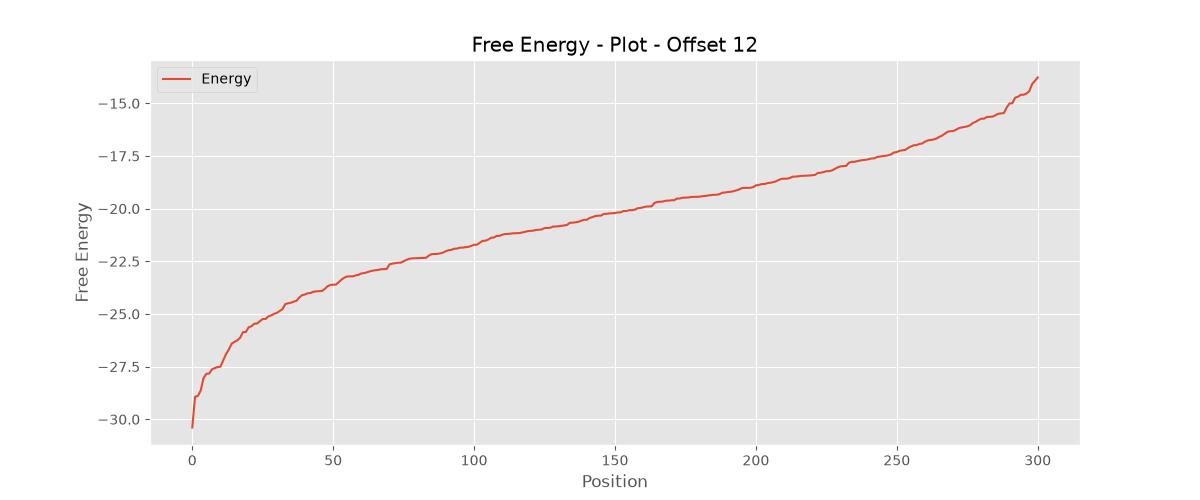 Free Energy - Plot - Offset 12
Energy
−15.0
−17.5
−20.0
−22.5
−25.0
−27.5
−30.0
Free Energy
0 50 100 150 200 250 300
Position